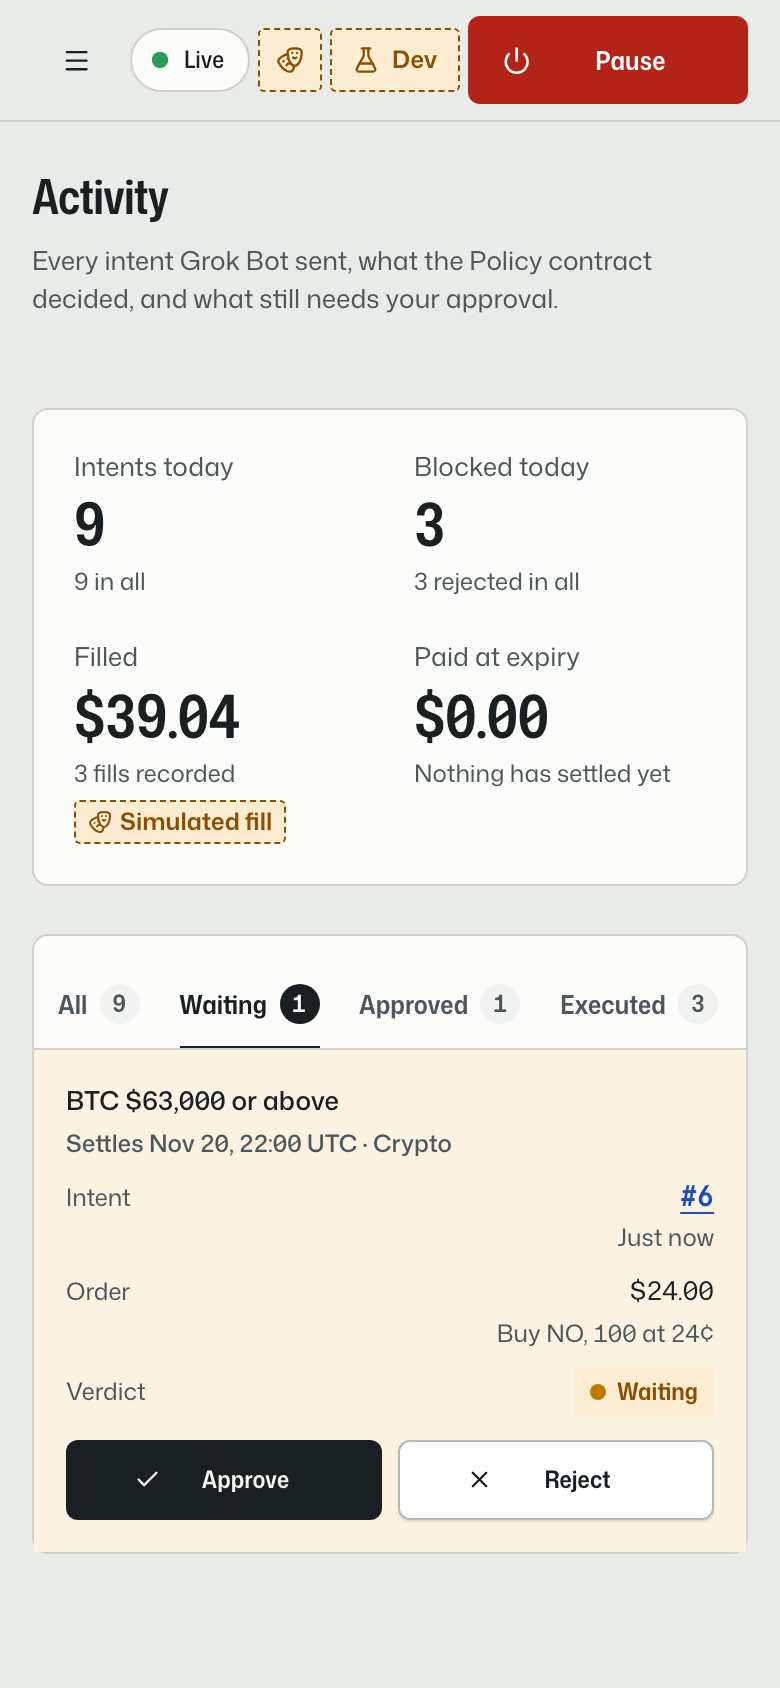 Live
Dev
Pause
Activity
Every intent Grok Bot sent, what the Policy contract
decided, and what still needs your approval.
Intents today
9
9 in all
Blocked today
3
3 rejected in all
Filled
$39.04
3 fills recorded
Simulated fill
Paid at expiry
$0.00
Nothing has settled yet
All 9
Waiting 1
Approved 1
Executed 3
BTC $63,000 or above
Settles Nov 20, 22:00 UTC · Crypto
Intent
#6
Just now
Order
$24.00
Buy NO, 100 at 24¢
Verdict
Waiting
Approve
Reject